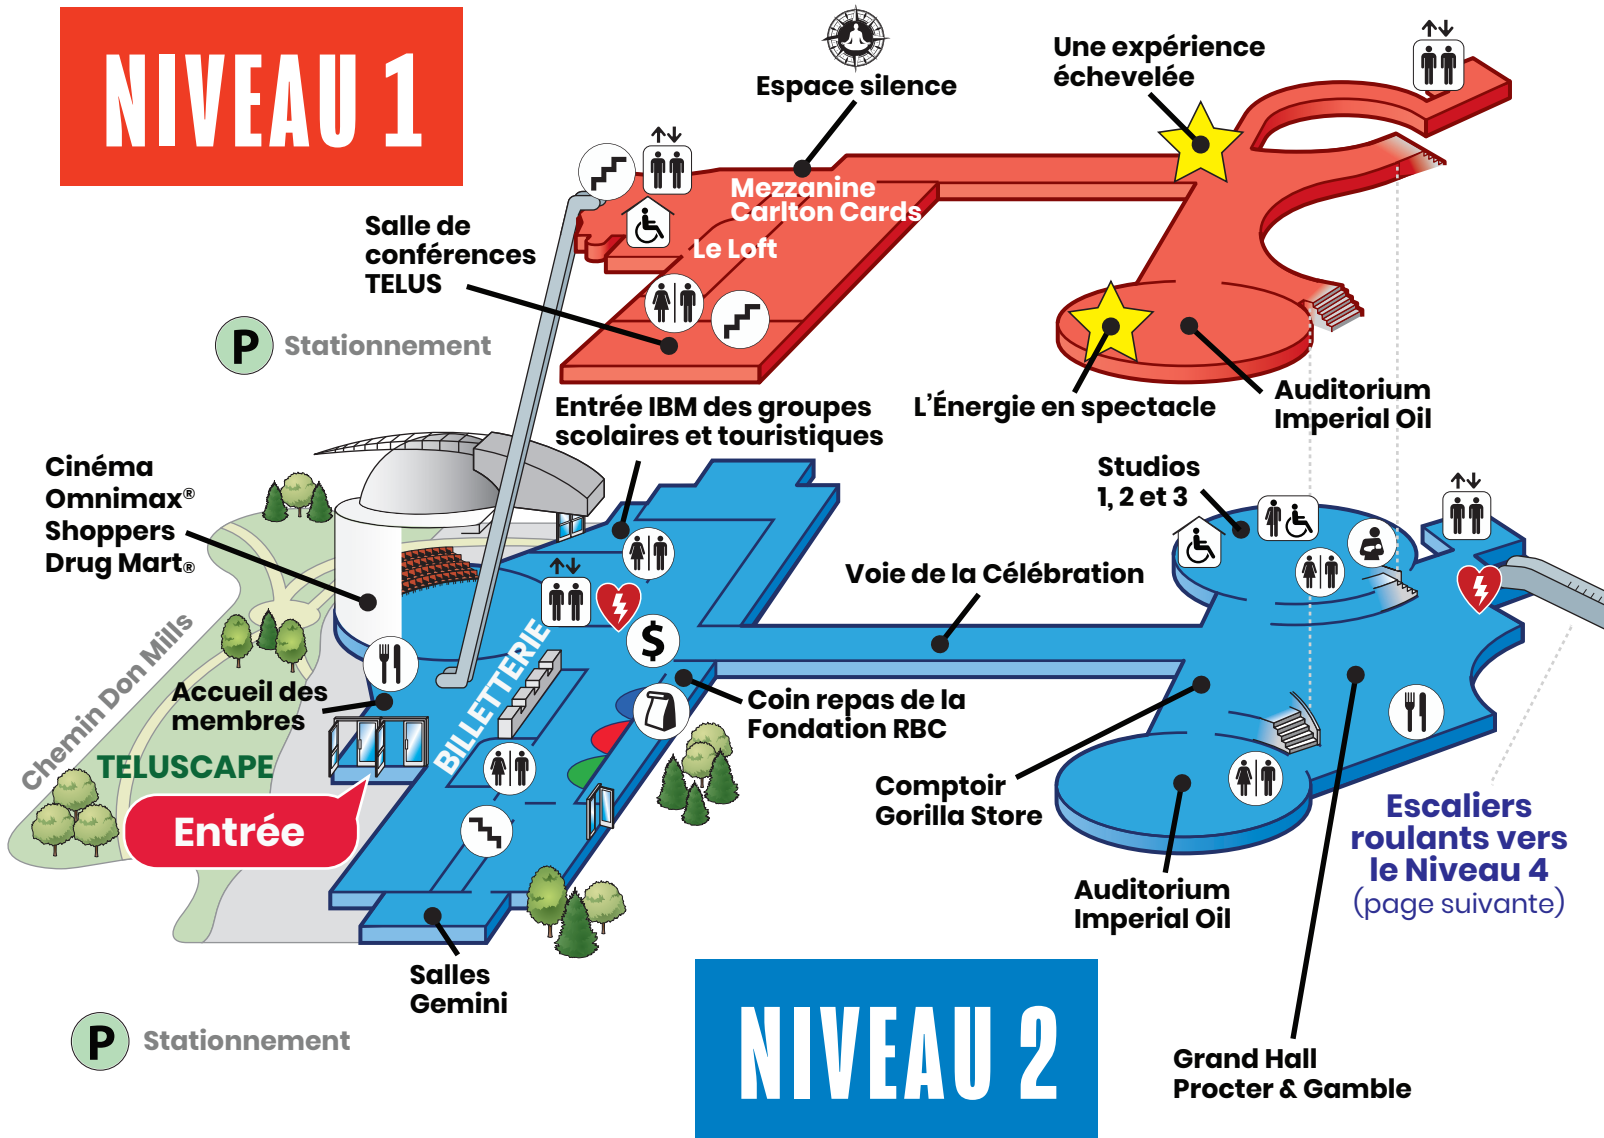 NIVEAU 1
Espace silence
Une expérience
échevelée
Mezzanine
Carlton Cards
Le Loft
Salle de
conférences
TELUS
P Stationnement
Entrée IBM des groupes
scolaires et touristiques
L'Énergie en spectacle
Auditorium
Imperial Oil
Cinéma
Omnimax®
Shoppers
Drug Mart®
Studios
1, 2 et 3
Voie de la Célébration
Chemin Don Mills
Accueil des
membres
BILLETTERIE
$
Coin repas de la
Fondation RBC
TELUSCAPE
Entrée
Comptoir
Gorilla Store
Escaliers
roulants vers
le Niveau 4
(page suivante)
Auditorium
Imperial Oil
Salles
Gemini
P Stationnement
NIVEAU 2
Grand Hall
Procter & Gamble